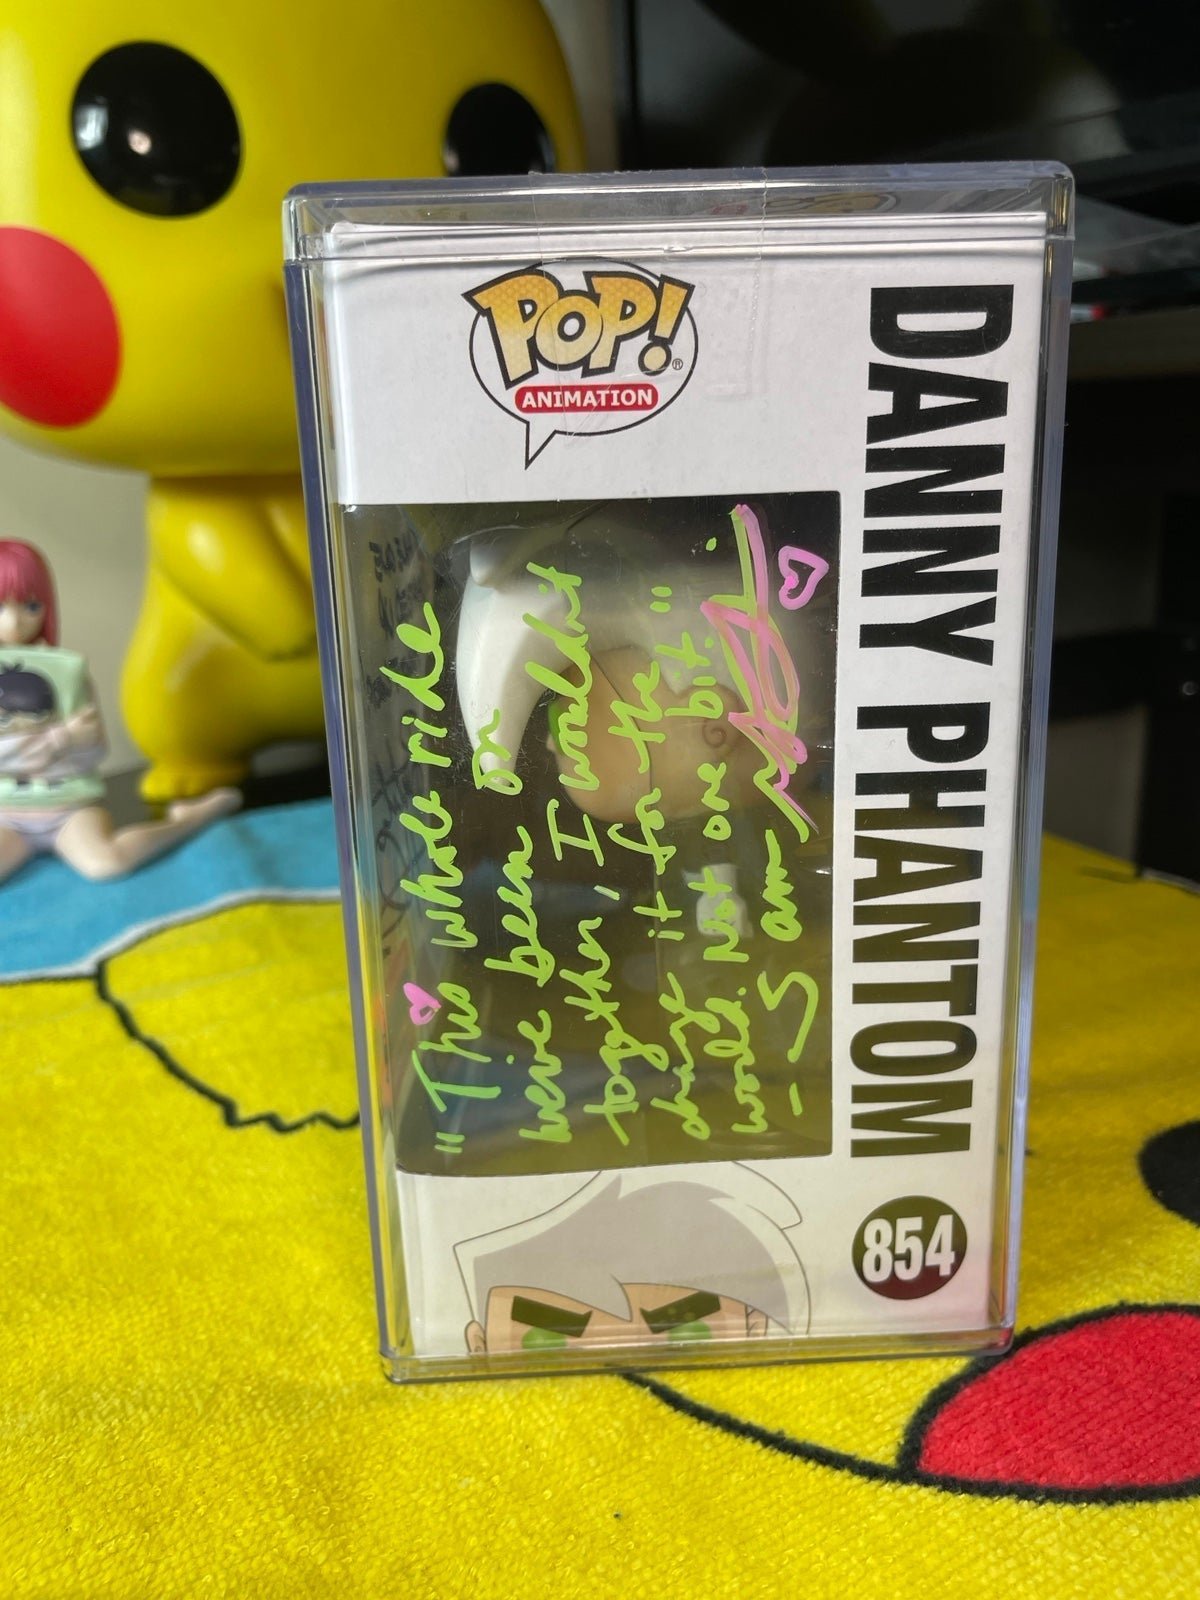 POP!®
ANIMATION
DANNY PHANTOM
854
"This whole ride
we've been on
together, I wouldn't
change it for the
world. Not one bit."
- Sam